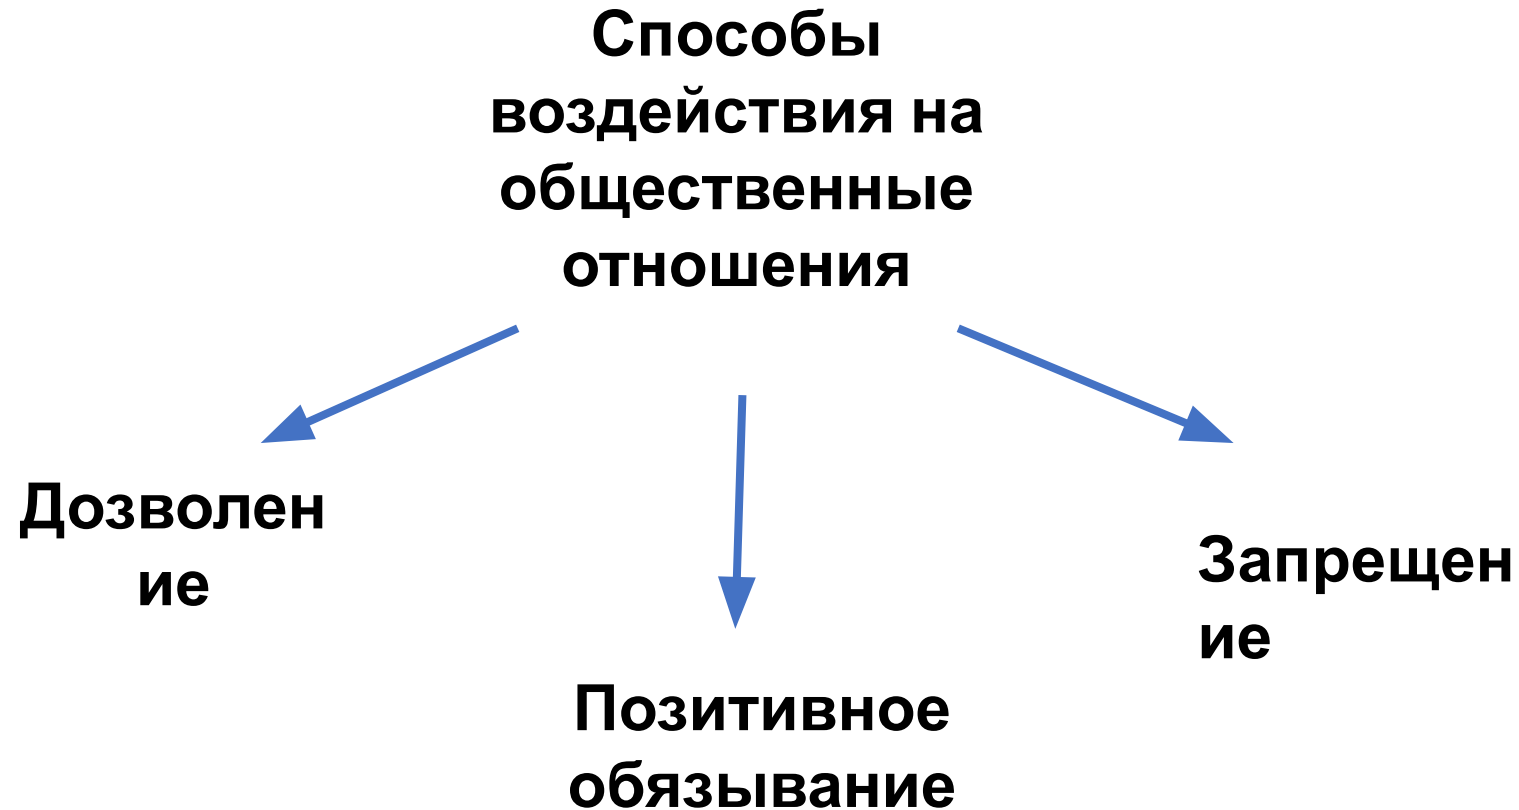 Способы
воздействия на
общественные
отношения
Дозволен
ие
Запрещен
ие
Позитивное
обязывание